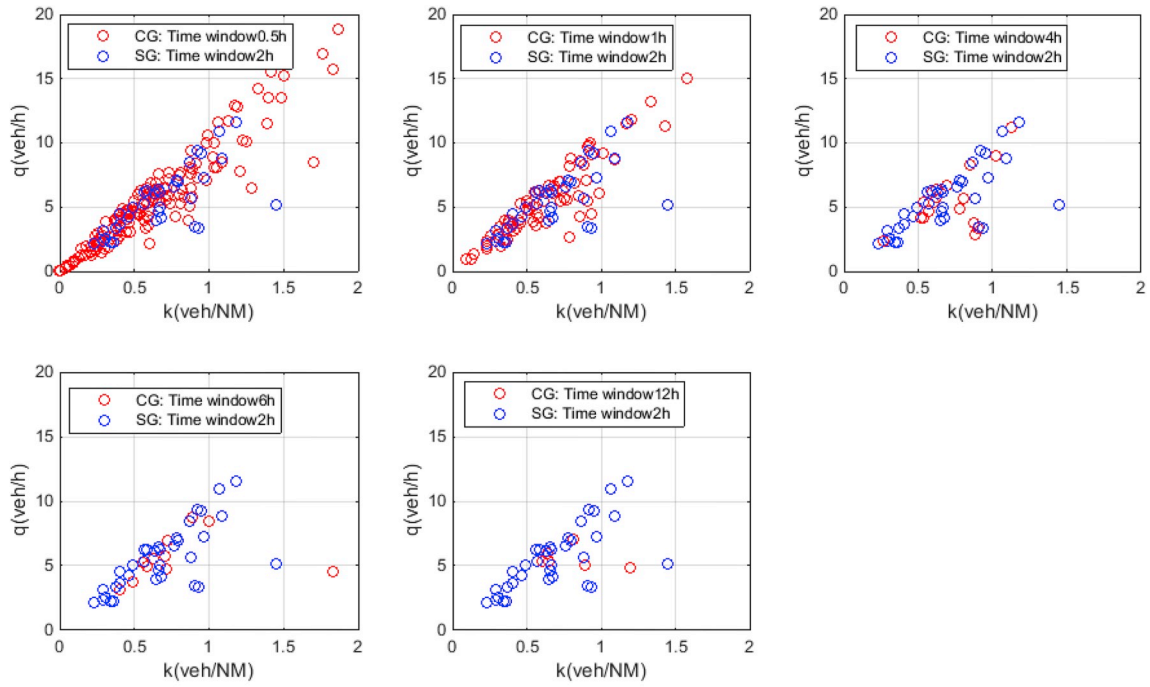 CG: Time window0.5h
SG: Time window2h
20
15
10
5
0
q(veh/h)
0 0.5 1 1.5 2
k(veh/NM)
CG: Time window1h
SG: Time window2h
20
15
10
5
0
q(veh/h)
0 0.5 1 1.5 2
k(veh/NM)
CG: Time window4h
SG: Time window2h
20
15
10
5
0
q(veh/h)
0 0.5 1 1.5 2
k(veh/NM)
CG: Time window6h
SG: Time window2h
20
15
10
5
0
q(veh/h)
0 0.5 1 1.5 2
k(veh/NM)
CG: Time window12h
SG: Time window2h
20
15
10
5
0
q(veh/h)
0 0.5 1 1.5 2
k(veh/NM)